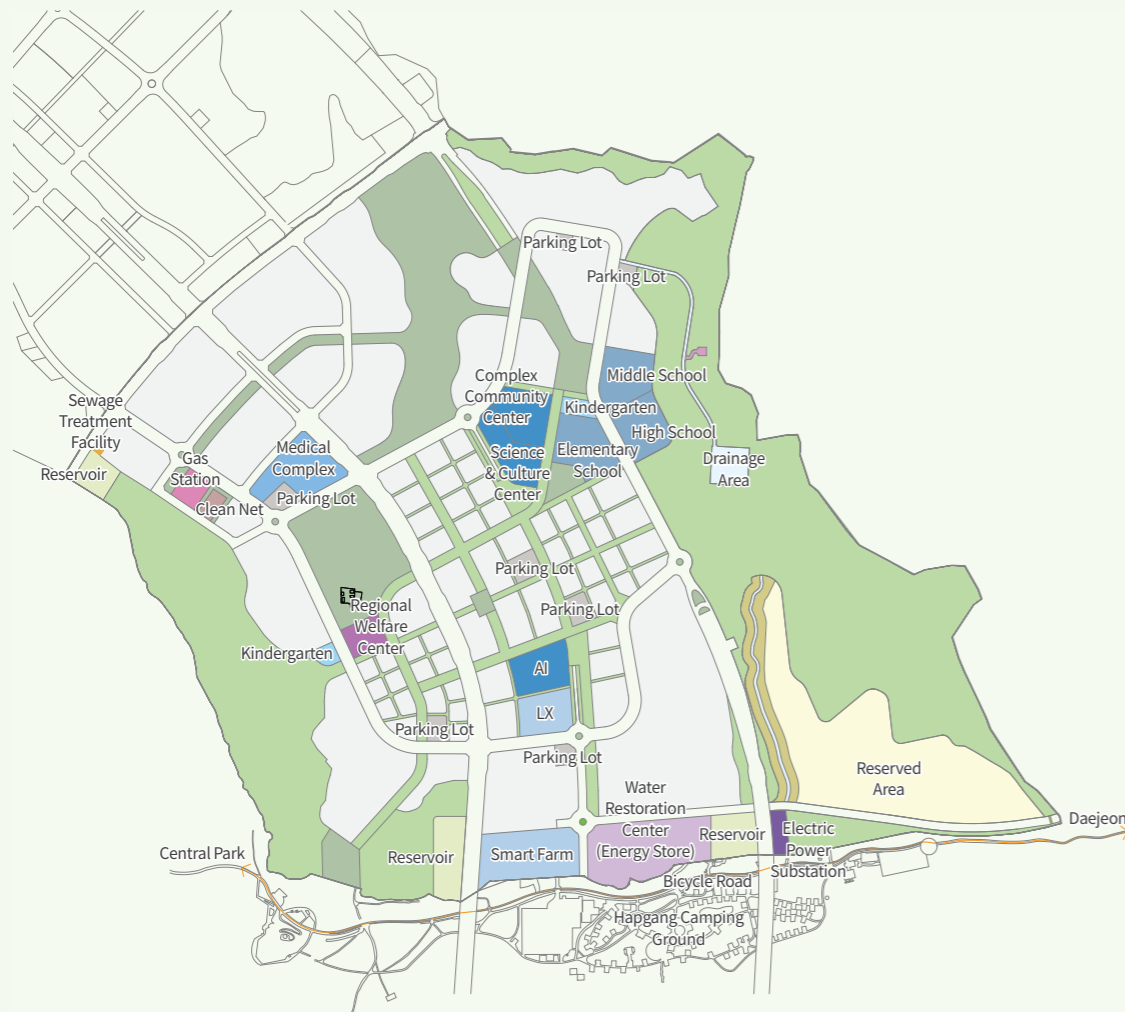 Parking Lot
Parking Lot
Complex
Community
Center
Middle School
Kindergarten
High School
Science
& Culture
Center
Elementary
School
Drainage
Area
Sewage
Treatment
Facility
Reservoir
Gas
Station
Clean Net
Medical
Complex
Parking Lot
Parking Lot
Parking Lot
Regional
Welfare
Center
Kindergarten
AI
LX
Parking Lot
Parking Lot
Reserved
Area
Water
Restoration
Center
(Energy Store)
Reservoir
Electric
Power
Substation
Daejeon
Central Park
Reservoir
Smart Farm
Bicycle Road
Hapgang Camping
Ground